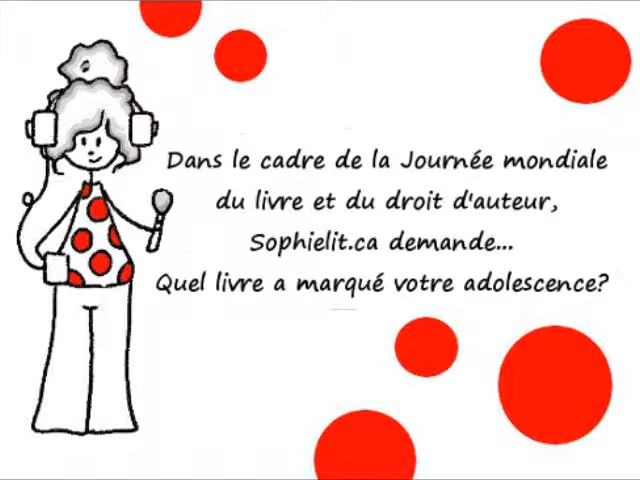 Dans le cadre de la Journée mondiale
du livre et du droit d'auteur,
Sophielit.ca demande...
Quel livre a marqué votre adolescence?